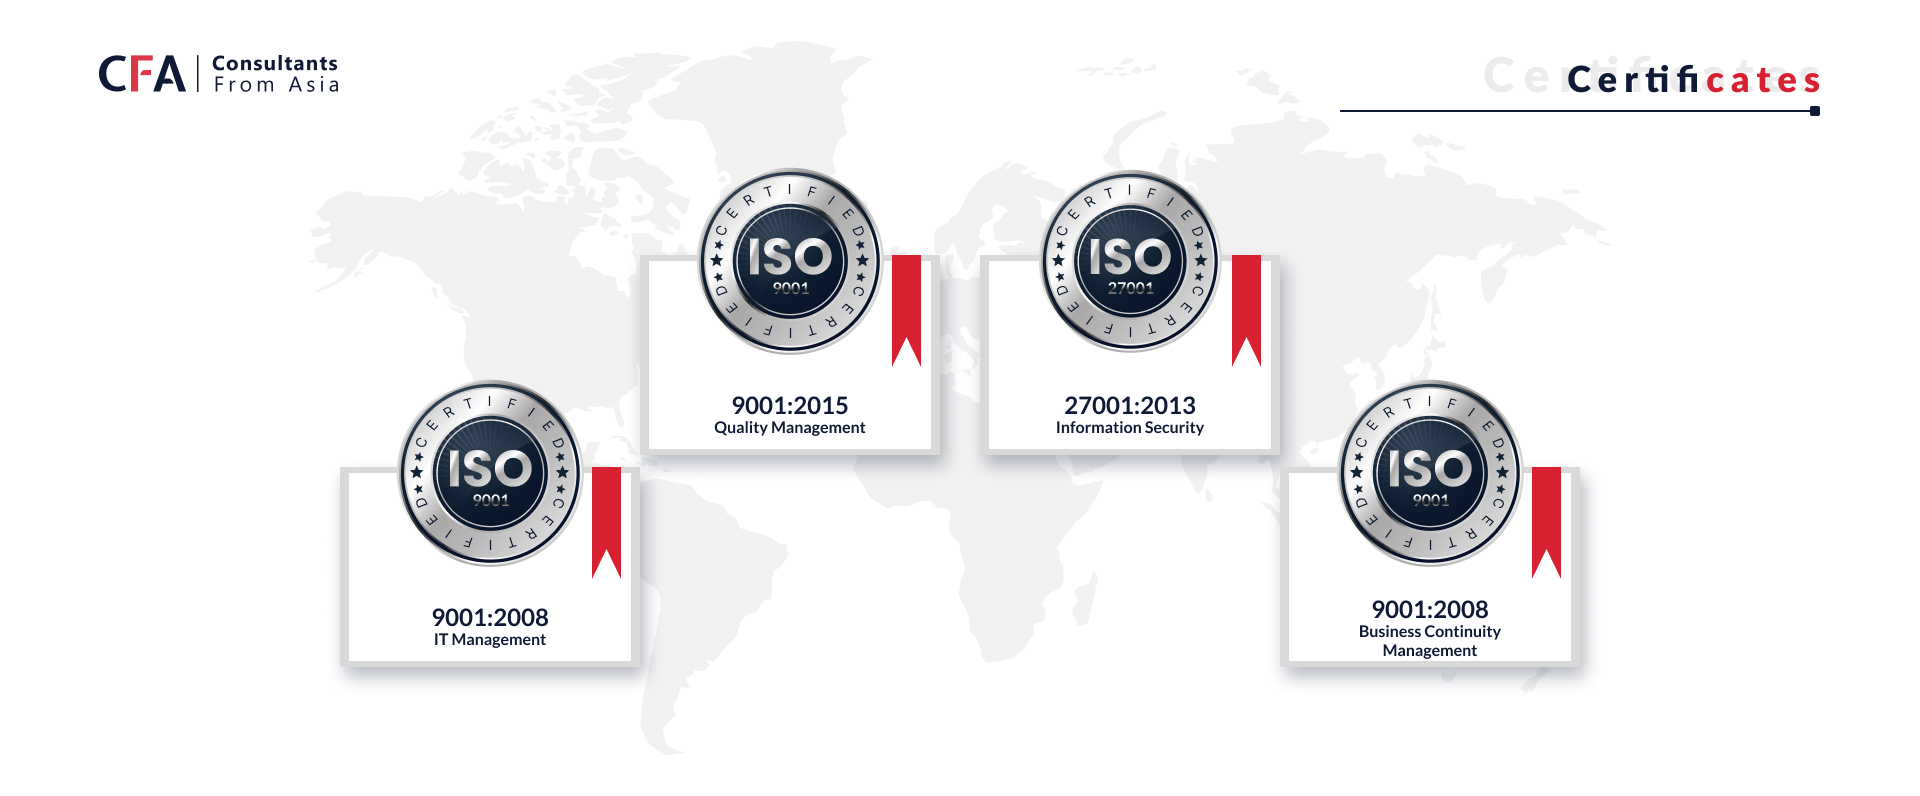 CFA
Consultants
From Asia
Certificates
Certificates
CERTIFIED
ISO
9001
CERTIFIED
9001:2015
Quality Management
CERTIFIED
ISO
27001
CERTIFIED
27001:2013
Information Security
CERTIFIED
ISO
9001
CERTIFIED
9001:2008
IT Management
CERTIFIED
ISO
9001
CERTIFIED
9001:2008
Business Continuity
Management